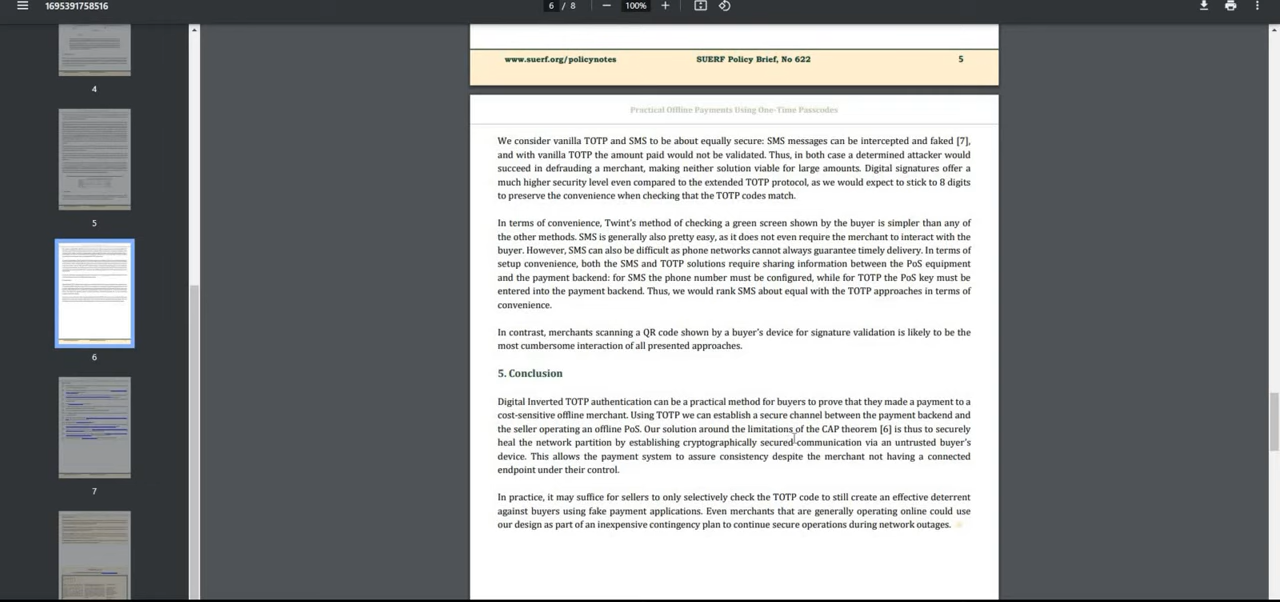 1695391758516
6 / 8
100%
4
5
6
7
www.suerf.org/policynotes SUERF Policy Brief, No 622 5
Practical Offline Payments Using One-Time Passcodes
We consider vanilla TOTP and SMS to be about equally secure: SMS messages can be intercepted and faked [7],
and with vanilla TOTP the amount paid would not be validated. Thus, in both case a determined attacker would
succeed in defrauding a merchant, making neither solution viable for large amounts. Digital signatures offer a
much higher security level even compared to the extended TOTP protocol, as we would expect to stick to 8 digits
to preserve the convenience when checking that the TOTP codes match.
In terms of convenience, Twint's method of checking a green screen shown by the buyer is simpler than any of
the other methods. SMS is generally also pretty easy, as it does not even require the merchant to interact with the
buyer. However, SMS can also be difficult as phone networks cannot always guarantee timely delivery. In terms of
setup convenience, both the SMS and TOTP solutions require sharing information between the PoS equipment
and the payment backend: for SMS the phone number must be configured, while for TOTP the PoS key must be
entered into the payment backend. Thus, we would rank SMS about equal with the TOTP approaches in terms of
convenience.
In contrast, merchants scanning a QR code shown by a buyer's device for signature validation is likely to be the
most cumbersome interaction of all presented approaches.
5. Conclusion
Digital Inverted TOTP authentication can be a practical method for buyers to prove that they made a payment to a
cost-sensitive offline merchant. Using TOTP we can establish a secure channel between the payment backend and
the seller operating an offline PoS. Our solution around the limitations of the CAP theorem [6] is thus to securely
heal the network partition by establishing cryptographically secured communication via an untrusted buyer's
device. This allows the payment system to assure consistency despite the merchant not having a connected
endpoint under their control.
In practice, it may suffice for sellers to only selectively check the TOTP code to still create an effective deterrent
against buyers using fake payment applications. Even merchants that are generally operating online could use
our design as part of an inexpensive contingency plan to continue secure operations during network outages.